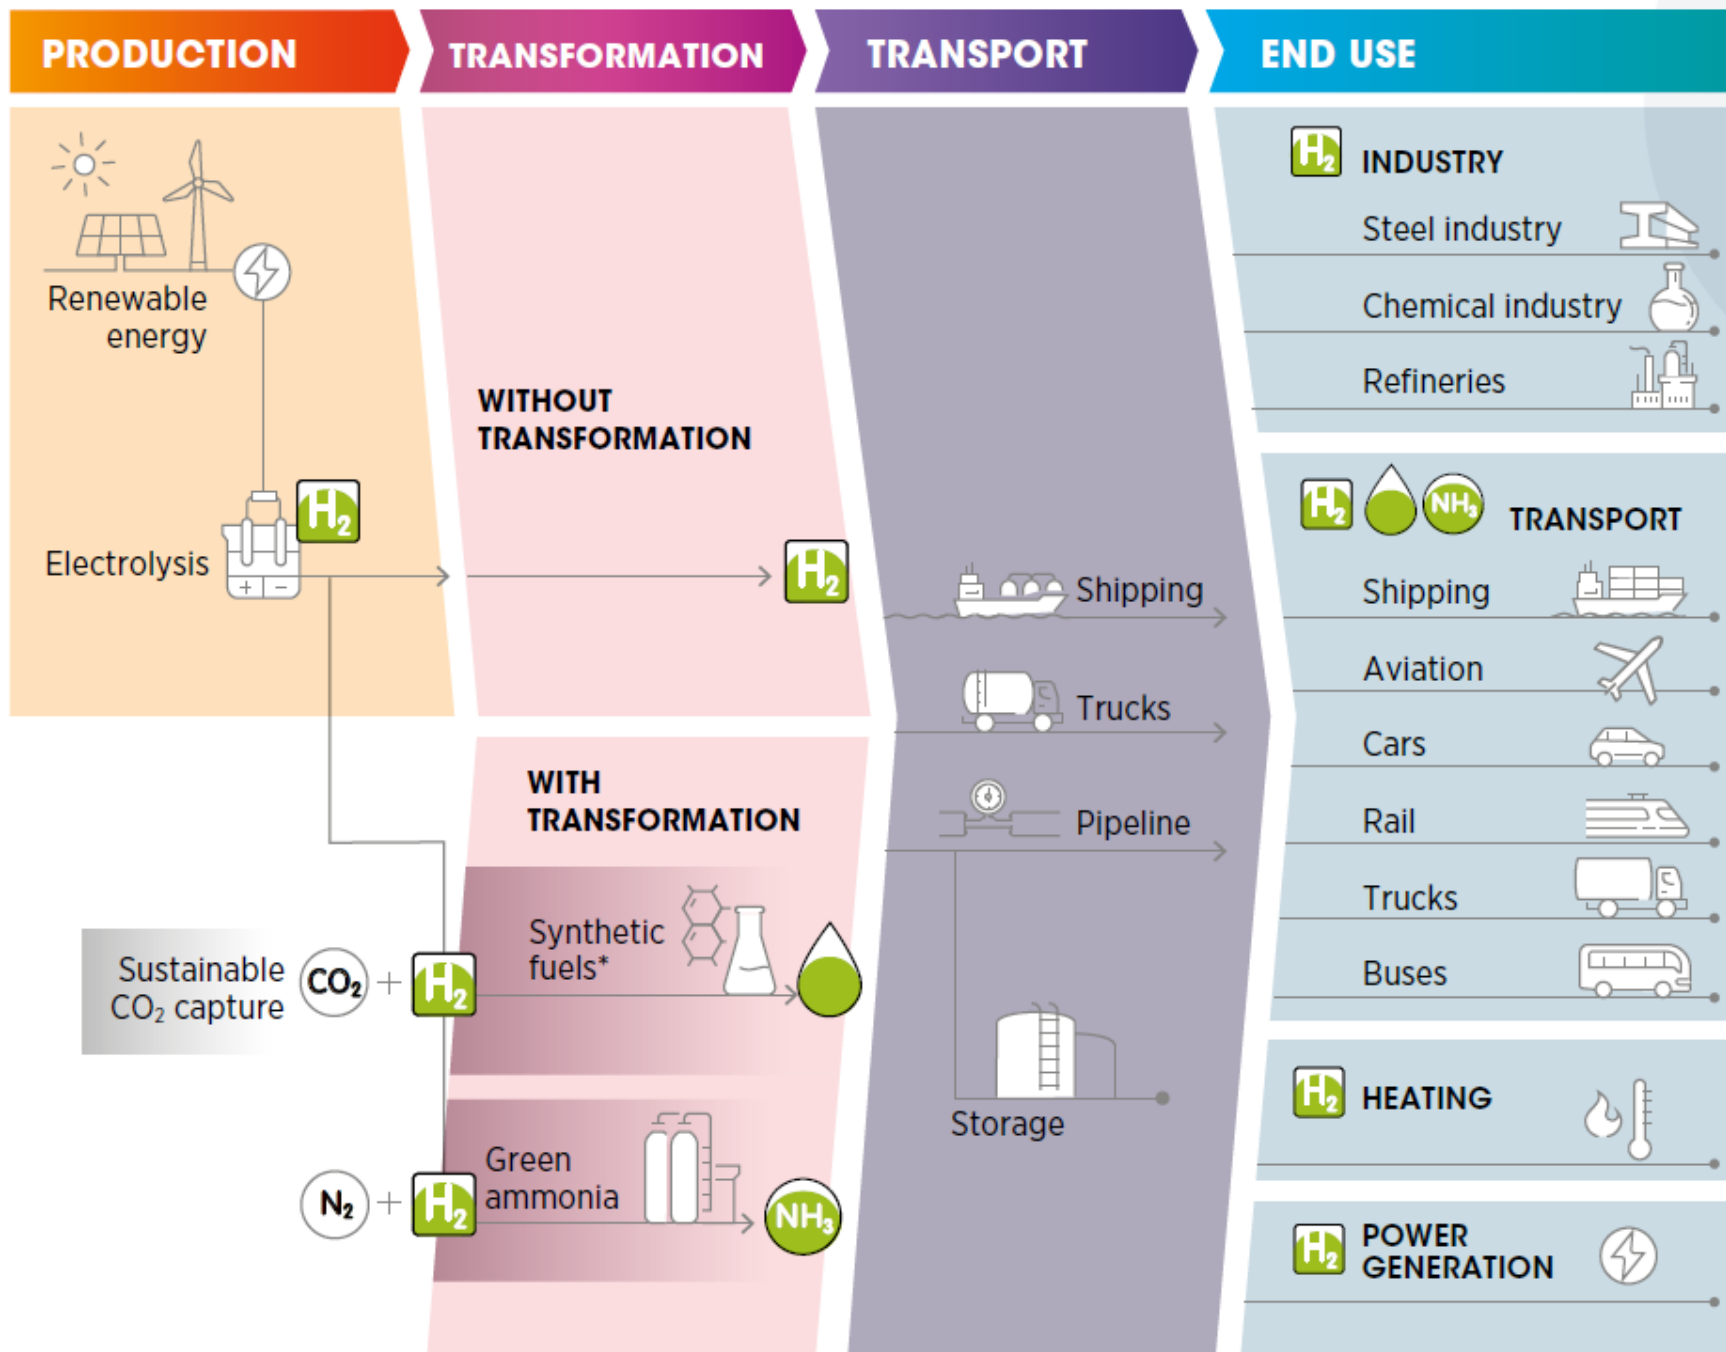 PRODUCTION
TRANSFORMATION
TRANSPORT
END USE
Renewable
energy
Electrolysis
+ −
H₂
WITHOUT
TRANSFORMATION
H₂
WITH
TRANSFORMATION
Sustainable
CO₂ capture
CO₂ + H₂
Synthetic
fuels*
N₂ + H₂
Green
ammonia
NH₃
Shipping
Trucks
Pipeline
Storage
H₂ INDUSTRY
Steel industry
Chemical industry
Refineries
H₂ NH₃ TRANSPORT
Shipping
Aviation
Cars
Rail
Trucks
Buses
H₂ HEATING
H₂ POWER
GENERATION